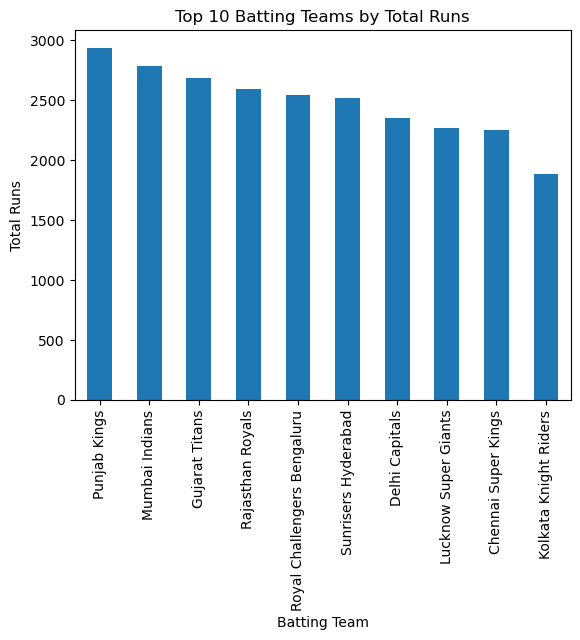 Top 10 Batting Teams by Total Runs
3000
2500
2000
1500
1000
500
0
Total Runs
Punjab Kings
Mumbai Indians
Gujarat Titans
Rajasthan Royals
Royal Challengers Bengaluru
Sunrisers Hyderabad
Delhi Capitals
Lucknow Super Giants
Chennai Super Kings
Kolkata Knight Riders
Batting Team